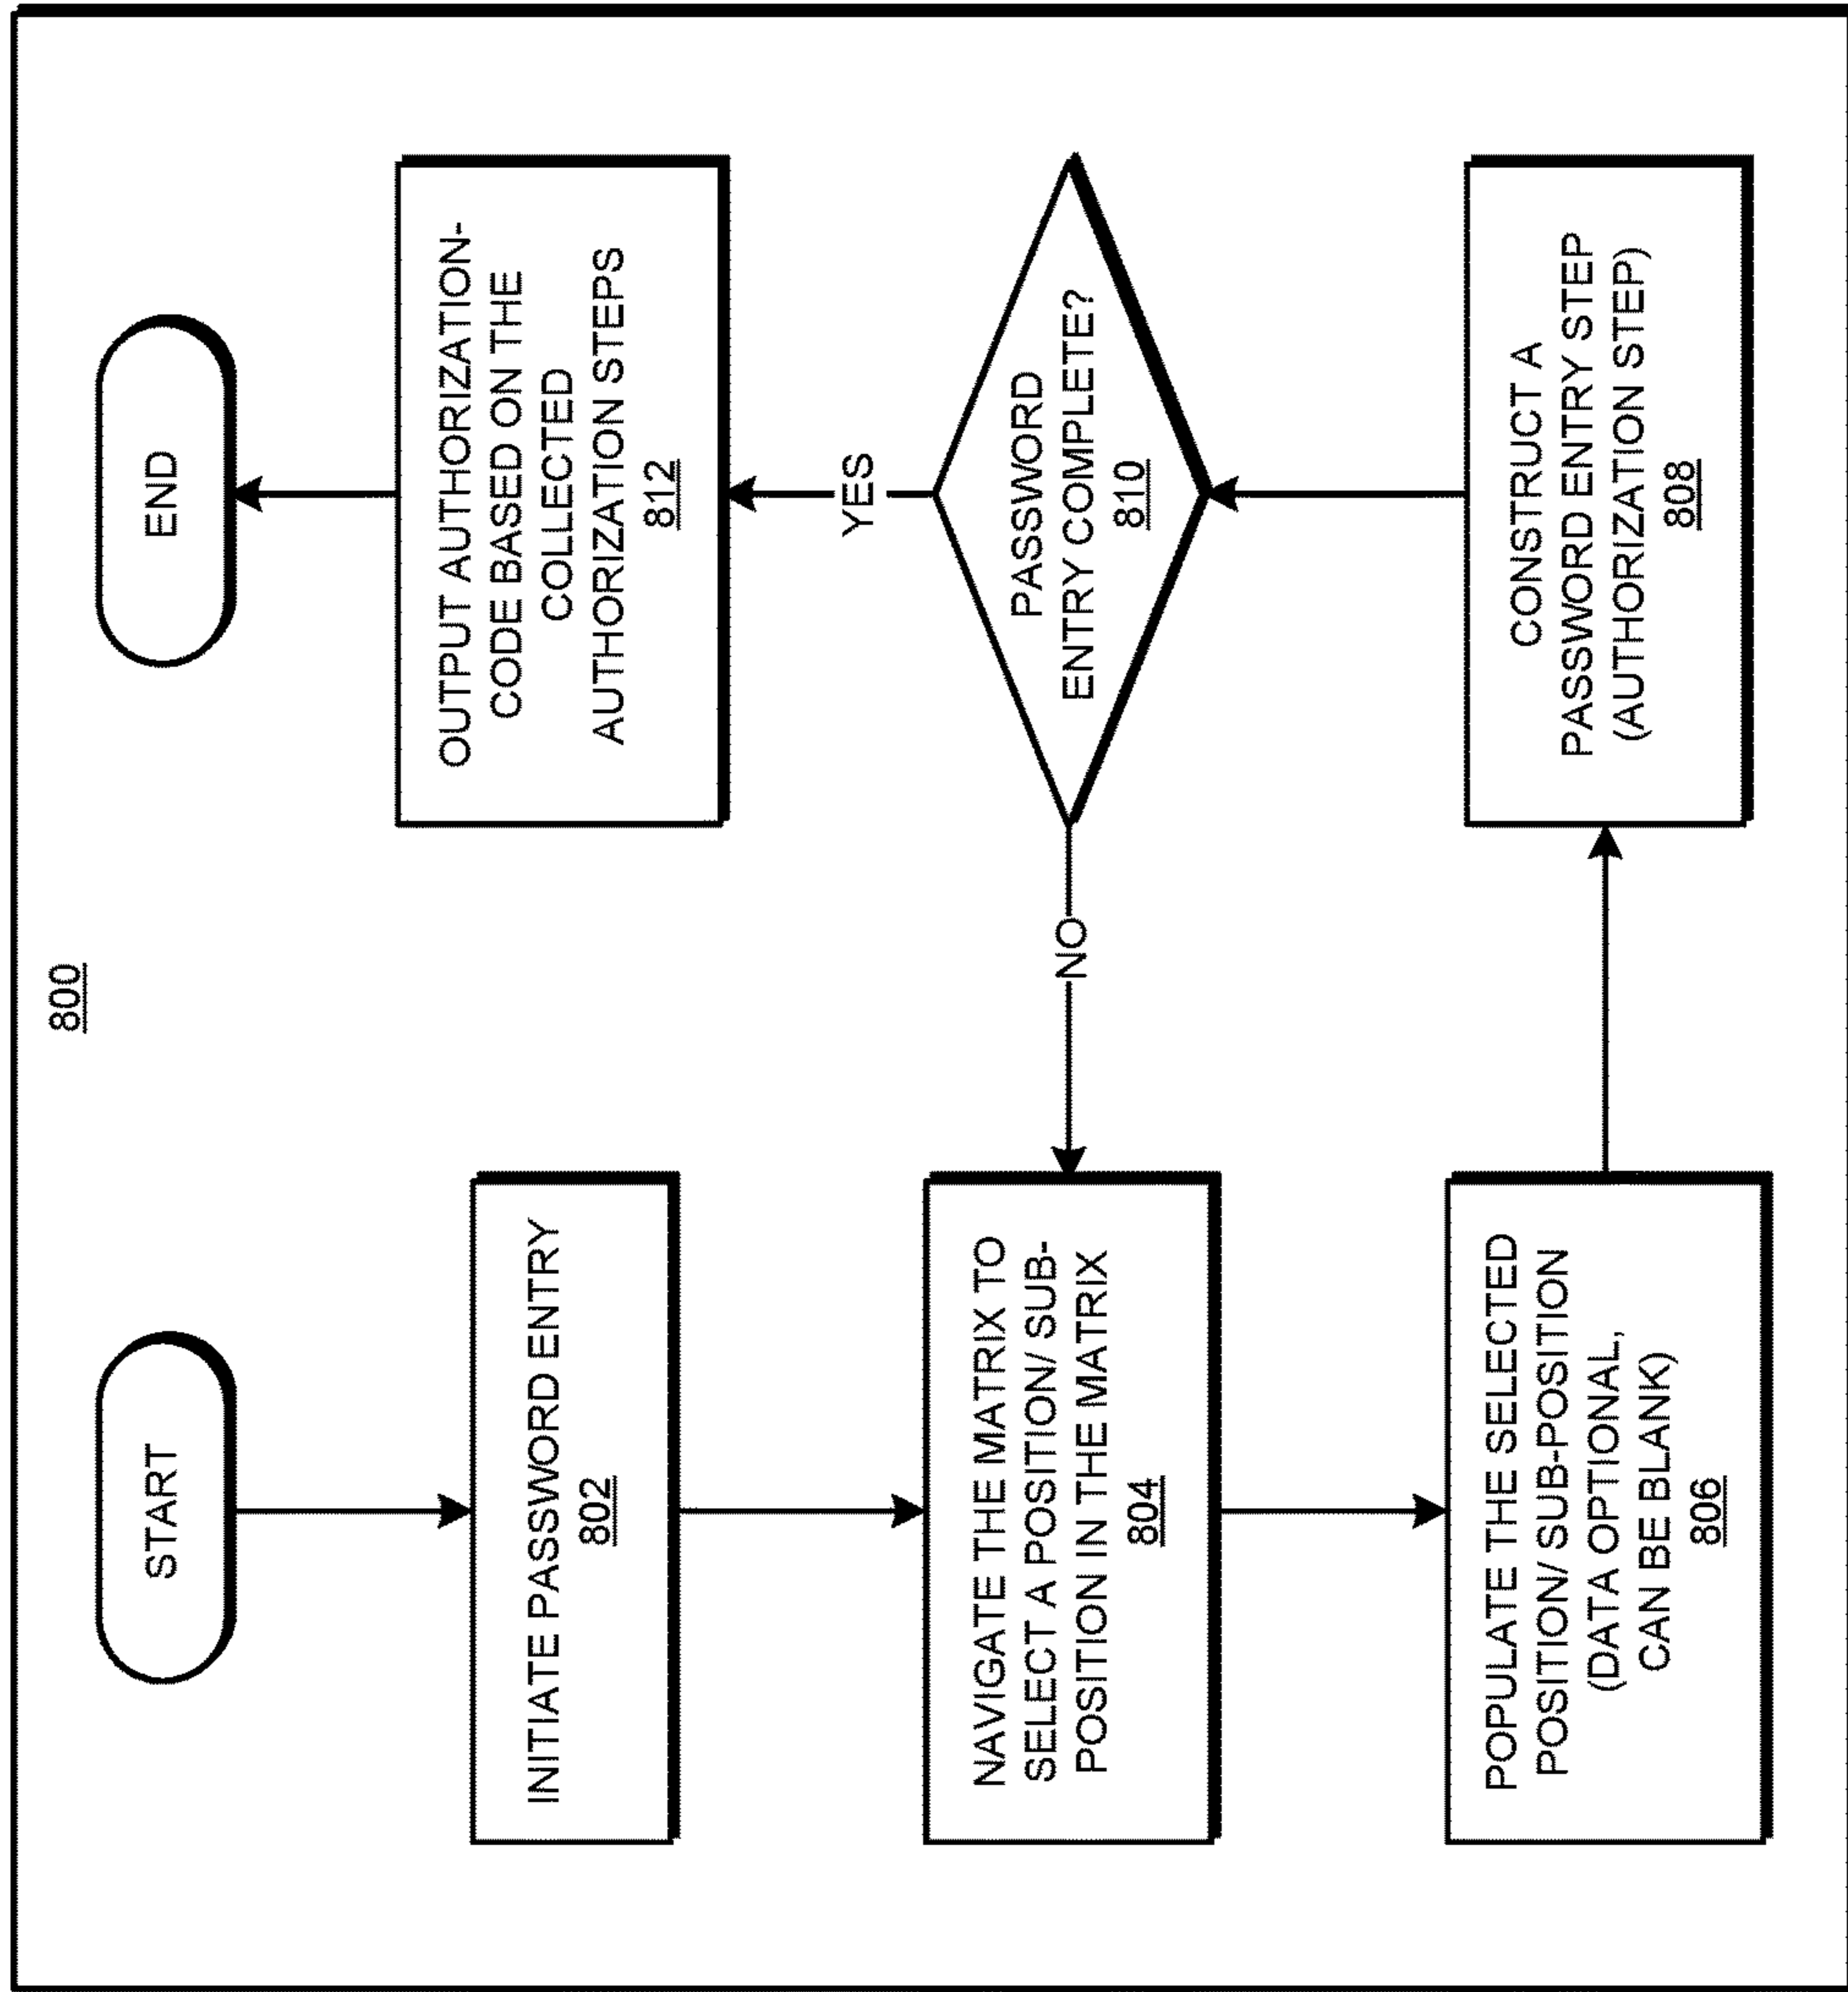 800
START
INITIATE PASSWORD ENTRY
802
NAVIGATE THE MATRIX TO
SELECT A POSITION/ SUB-
POSITION IN THE MATRIX
804
POPULATE THE SELECTED
POSITION/ SUB-POSITION
(DATA OPTIONAL,
CAN BE BLANK)
806
CONSTRUCT A
PASSWORD ENTRY STEP
(AUTHORIZATION STEP)
808
PASSWORD
ENTRY COMPLETE?
810
NO
YES
OUTPUT AUTHORIZATION-
CODE BASED ON THE
COLLECTED
AUTHORIZATION STEPS
812
END